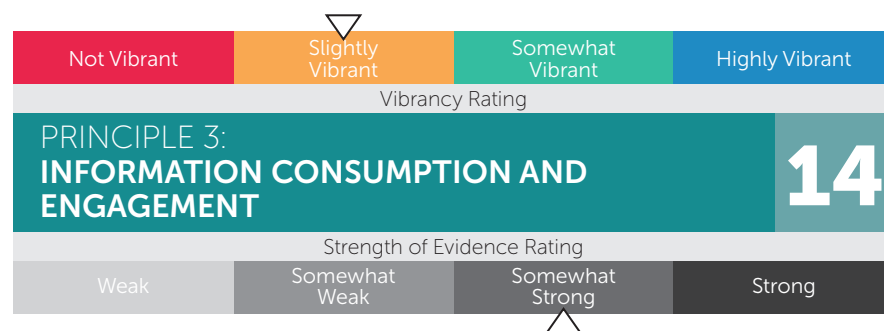 Not Vibrant
Slightly
Vibrant
Somewhat
Vibrant
Highly Vibrant
Vibrancy Rating
PRINCIPLE 3:
INFORMATION CONSUMPTION AND
ENGAGEMENT
14
Strength of Evidence Rating
Weak
Somewhat
Weak
Somewhat
Strong
Strong